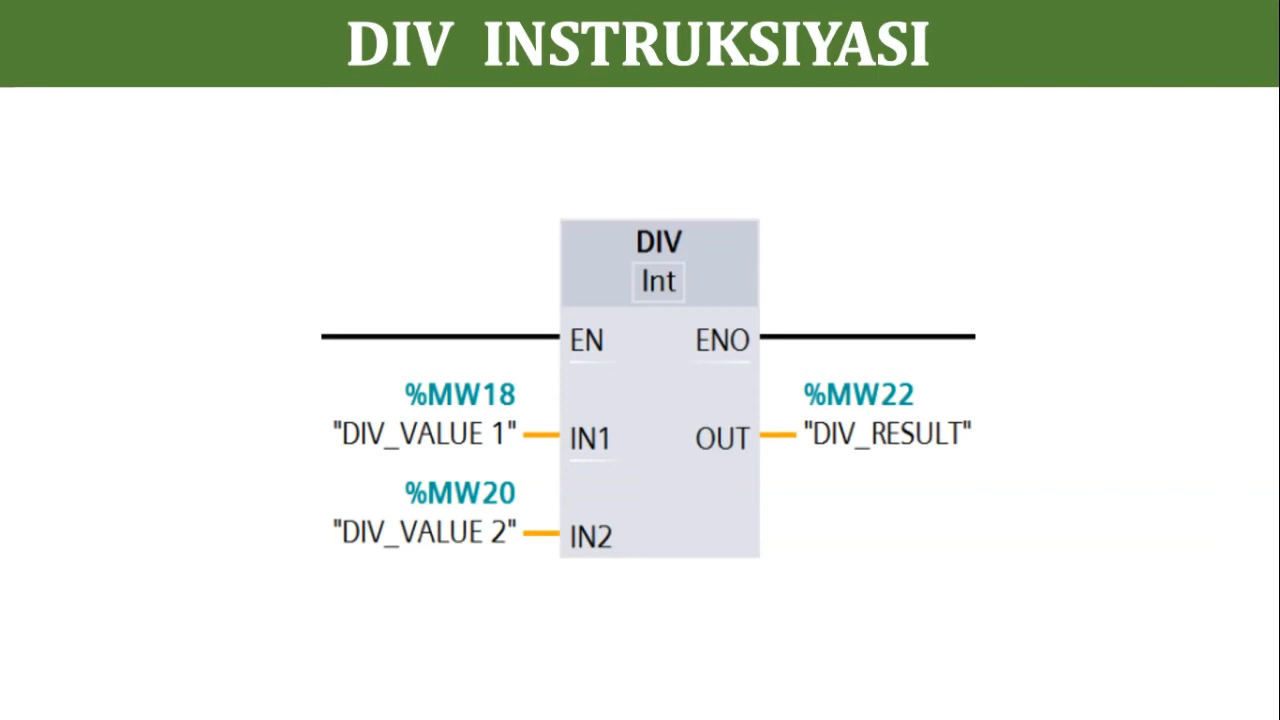 DIV INSTRUKSIYASI
DIV
Int
EN ENO
%MW18 %MW22
"DIV_VALUE 1" IN1 OUT "DIV_RESULT"
%MW20
"DIV_VALUE 2" IN2